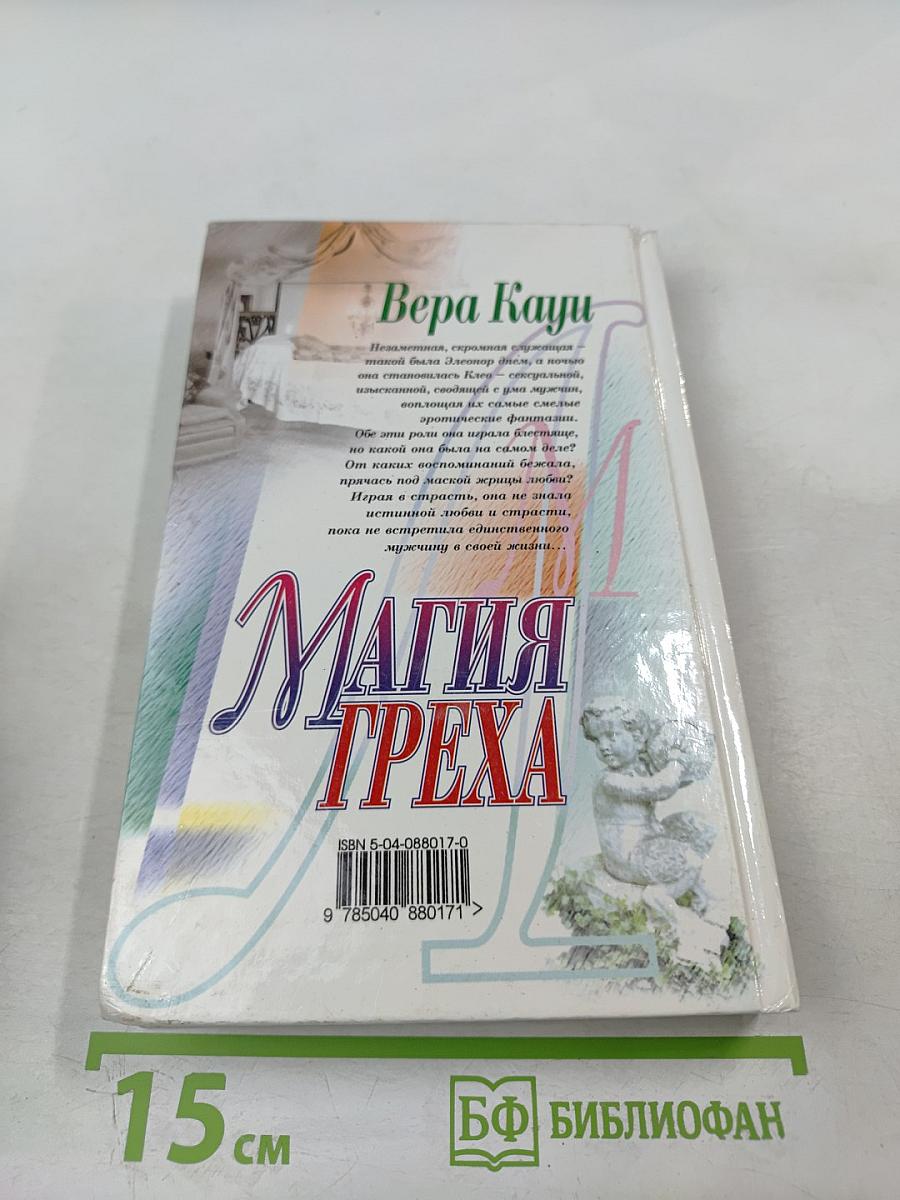 Вера Кауи
Незаметная, скромная служащая –
такой была Элеонор днем, а ночью
она становилась Клео – сексуальной,
изысканной, сводящей с ума мужчин,
воплощая их самые смелые
эротические фантазии.
Обе эти роли она играла блестяще,
но какой она была на самом деле?
От каких воспоминаний бежала,
прячась под маской жрицы любви?
Играя в страсть, она не знала
истинной любви и страсти,
пока не встретила единственного
мужчину в своей жизни...
М
МАГИЯ
ГРЕХА
ISBN 5-04-088017-0
9 785040 880171 >
15 см
БФ БИБЛИОФАН